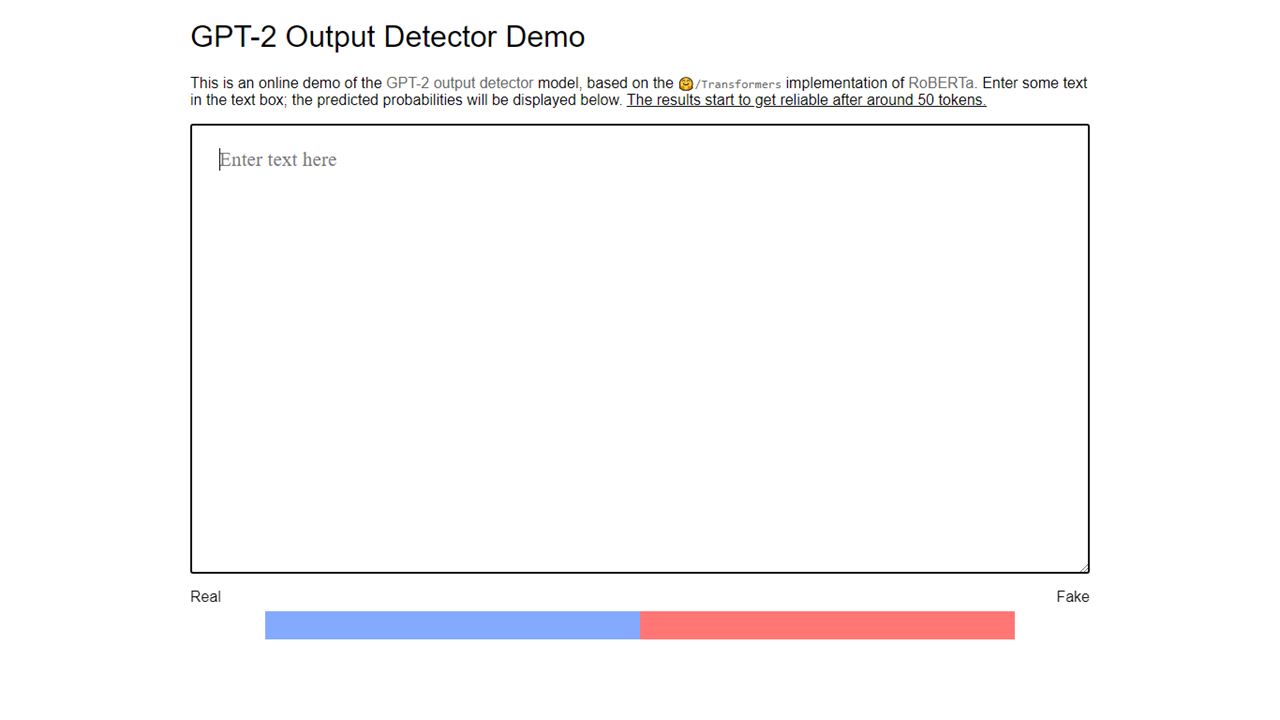 GPT-2 Output Detector Demo
This is an online demo of the GPT-2 output detector model, based on the 🤗/Transformers implementation of RoBERTa. Enter some text
in the text box; the predicted probabilities will be displayed below. The results start to get reliable after around 50 tokens.
Enter text here
Real Fake